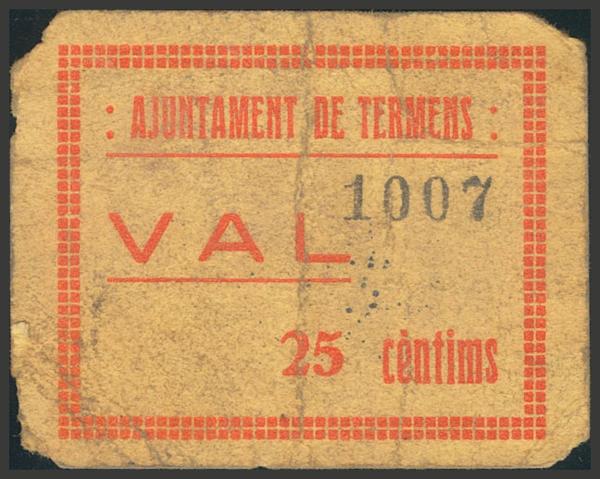 : AJUNTAMENT DE TERMENS :
1007
VAL
25 cèntims